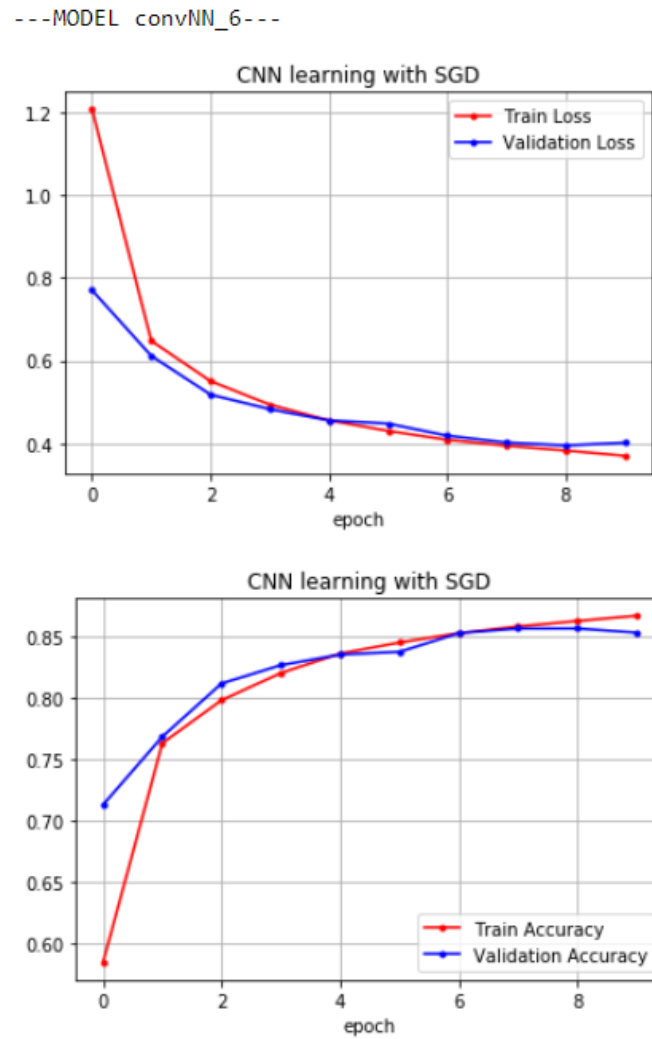 ---MODEL convNN_6---
CNN learning with SGD
1.2
1.0
0.8
0.6
0.4
Train Loss
Validation Loss
0 2 4 6 8
epoch
CNN learning with SGD
0.85
0.80
0.75
0.70
0.65
0.60
Train Accuracy
Validation Accuracy
0 2 4 6 8
epoch